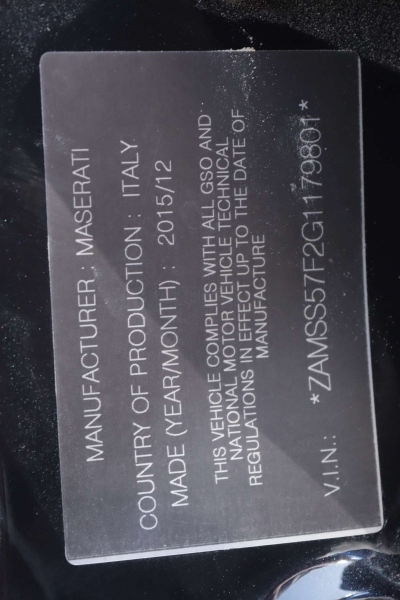 MANUFACTURER : MASERATI
COUNTRY OF PRODUCTION : ITALY
MADE (YEAR/MONTH) : 2015/12
THIS VEHICLE COMPLIES WITH ALL GSO AND
NATIONAL MOTOR VEHICLE TECHNICAL
REGULATIONS IN EFFECT UP TO THE DATE OF
MANUFACTURE
V.I.N.: *ZAMSS57F2G1179801*